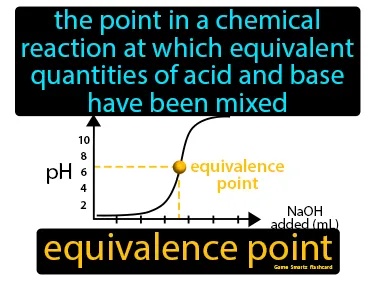 the point in a chemical
reaction at which equivalent
quantities of acid and base
have been mixed
10
8
pH
6
4
2
equivalence
point
NaOH
added (mL)
equivalence point
Game Smartz flashcard